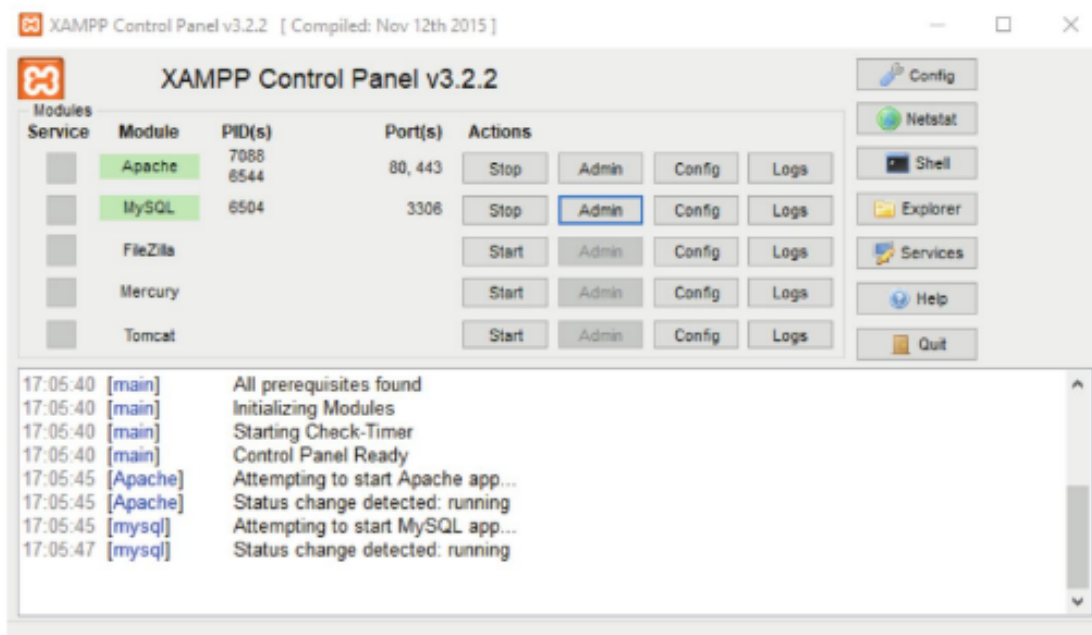 XAMPP Control Panel v3.2.2 [ Compiled: Nov 12th 2015 ]
XAMPP Control Panel v3.2.2
Config
Modules
Service Module PID(s) Port(s) Actions
Netstat
Apache 7088 6544 80, 443 Stop Admin Config Logs
Shell
MySQL 6504 3306 Stop Admin Config Logs
Explorer
FileZilla Start Admin Config Logs
Services
Mercury Start Admin Config Logs
Help
Tomcat Start Admin Config Logs
Quit
17:05:40 [main] All prerequisites found
17:05:40 [main] Initializing Modules
17:05:40 [main] Starting Check-Timer
17:05:40 [main] Control Panel Ready
17:05:45 [Apache] Attempting to start Apache app...
17:05:45 [Apache] Status change detected: running
17:05:45 [mysql] Attempting to start MySQL app...
17:05:47 [mysql] Status change detected: running